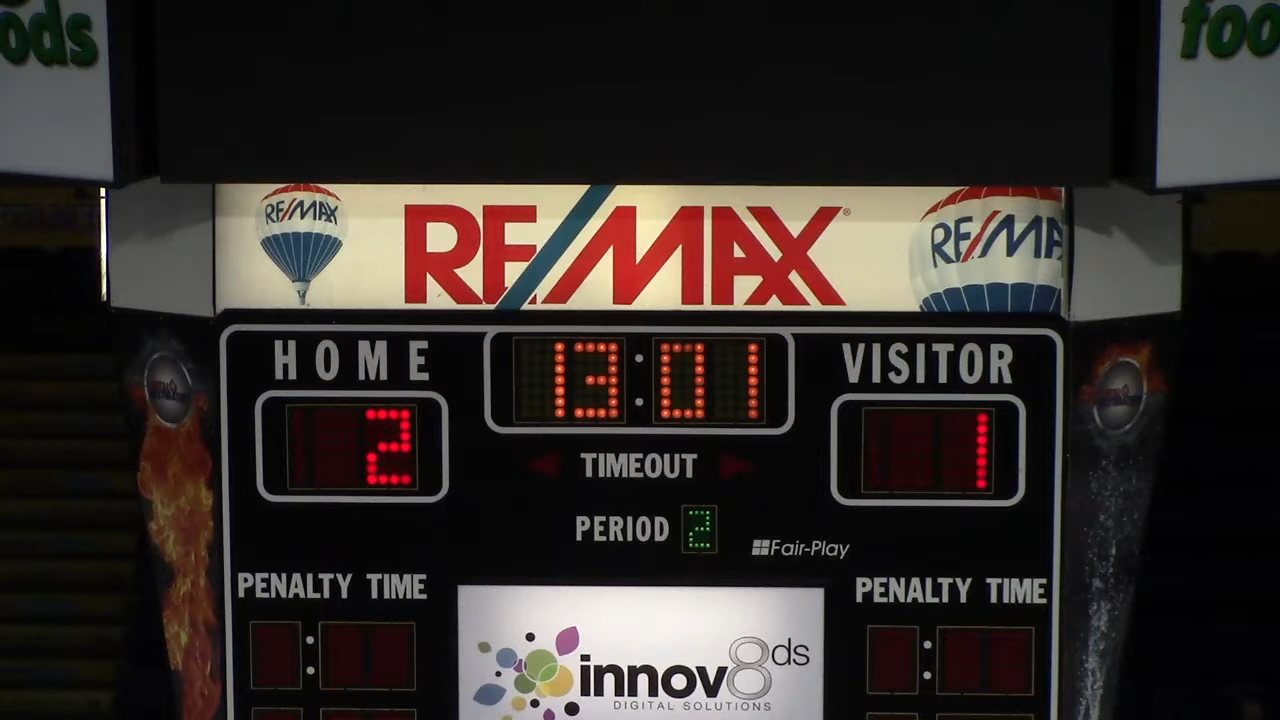 ods
foo
RE/MAX
RE/MAX®
RE/MA
HOME
13:01
VISITOR
2
1
TIMEOUT
PERIOD 2
Fair-Play
PENALTY TIME
PENALTY TIME
innov8ds
DIGITAL SOLUTIONS